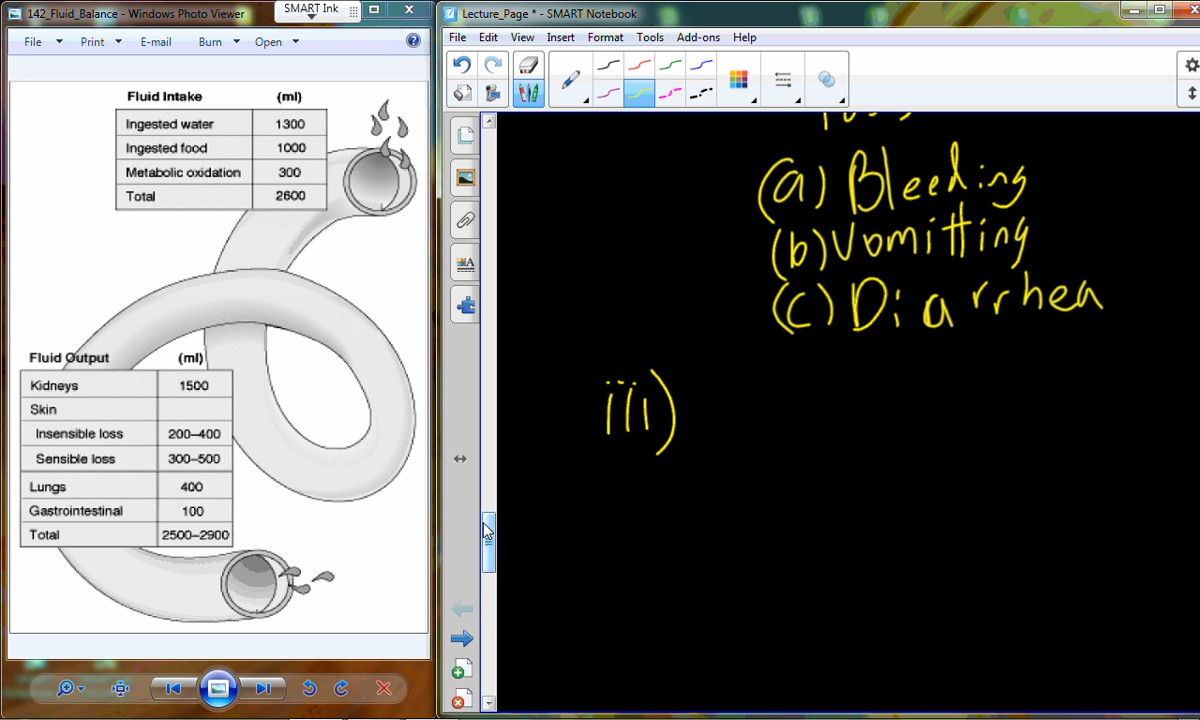 142_Fluid_Balance - Windows Photo Viewer
SMART Ink
File Print E-mail Burn Open
Fluid Intake (ml)
Ingested water 1300
Ingested food 1000
Metabolic oxidation 300
Total 2600
Fluid Output (ml)
Kidneys 1500
Skin
Insensible loss 200–400
Sensible loss 300–500
Lungs 400
Gastrointestinal 100
Total 2500–2900
Lecture_Page * - SMART Notebook
File Edit View Insert Format Tools Add-ons Help
(a) Bleeding
(b) Vomitting
(c) Diarrhea
iii)